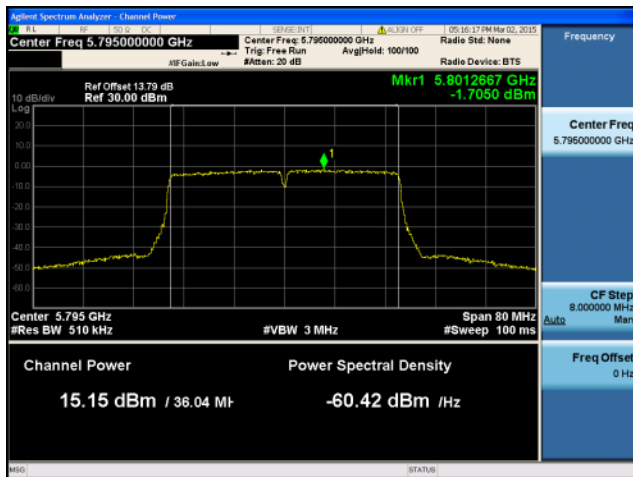 Agilent Spectrum Analyzer - Channel Power
RL RF 50 Ω DC SENSE:INT ALIGN OFF 05:16:17 PM Mar 02, 2015
Center Freq 5.795000000 GHz
Center Freq: 5.795000000 GHz
Radio Std: None
Trig: Free Run Avg|Hold: 100/100
#IFGain:Low #Atten: 20 dB Radio Device: BTS
Mkr1 5.8012667 GHz
-1.7050 dBm
Ref Offset 13.79 dB
10 dB/div Ref 30.00 dBm
Log
20.0
10.0
0.00
-10.0
-20.0
-30.0
-40.0
-50.0
-60.0
1
Center 5.795 GHz Span 80 MHz
#Res BW 510 kHz #VBW 3 MHz #Sweep 100 ms
Channel Power Power Spectral Density
15.15 dBm / 36.04 MH -60.42 dBm /Hz
MSG STATUS
Frequency
Center Freq
5.795000000 GHz
CF Step
8.000000 MHz
Auto Man
Freq Offset
0 Hz